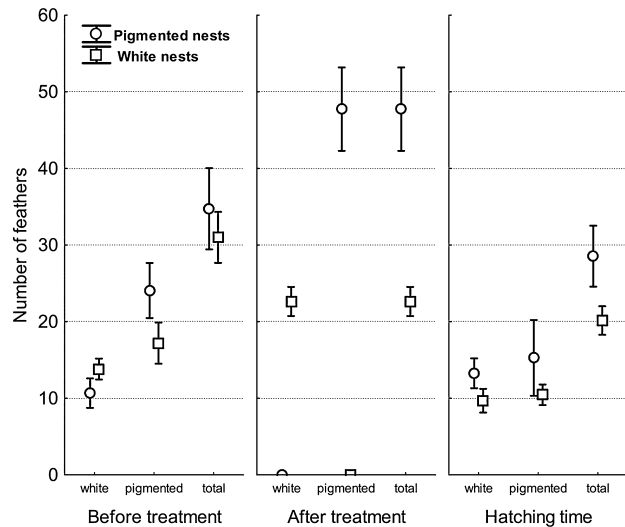 60
50
40
30
20
10
0
Number of feathers
Pigmented nests
White nests
white pigmented total
Before treatment
white pigmented total
After treatment
white pigmented total
Hatching time